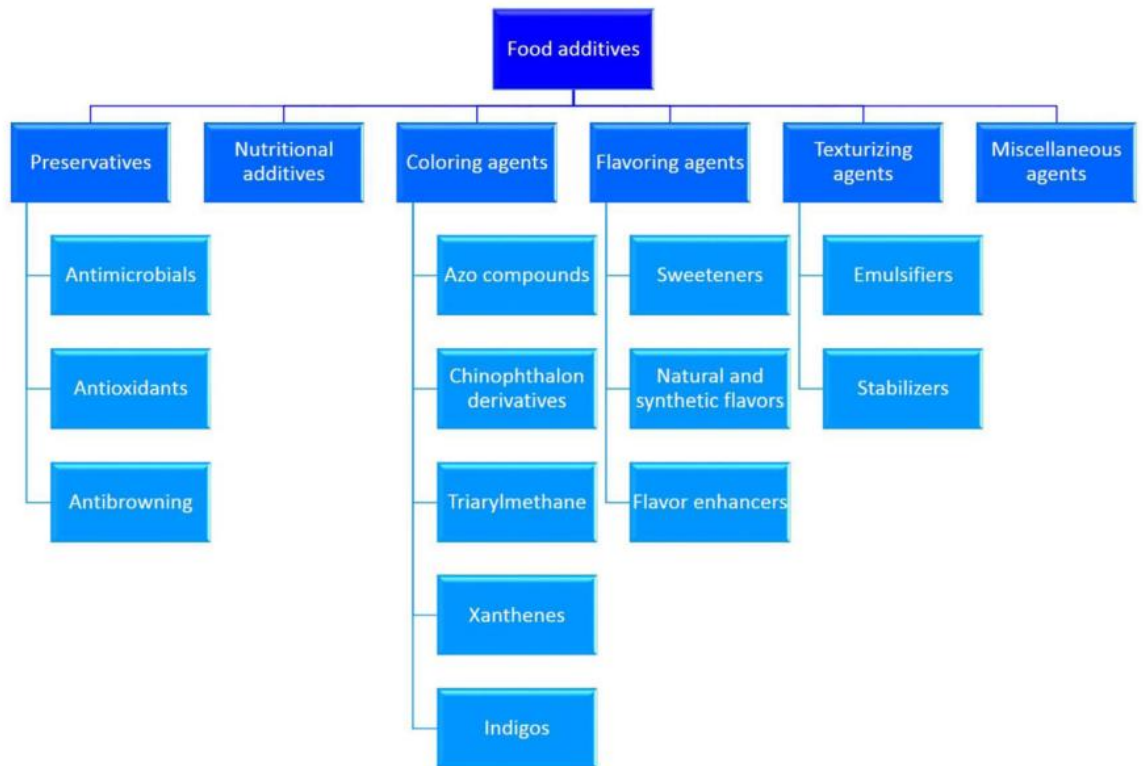 Food additives
Preservatives
Nutritional
additives
Coloring agents
Flavoring agents
Texturizing
agents
Miscellaneous
agents
Antimicrobials
Antioxidants
Antibrowning
Azo compounds
Chinophthalon
derivatives
Triarylmethane
Xanthenes
Indigos
Sweeteners
Natural and
synthetic flavors
Flavor enhancers
Emulsifiers
Stabilizers